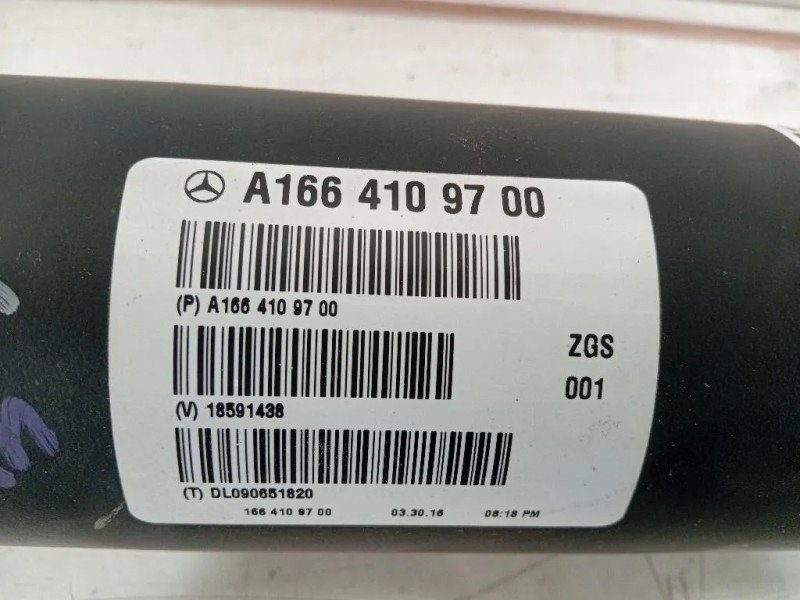 A166 410 97 00
(P) A166 410 97 00
ZGS
001
(V) 18591438
(T) DL090651820
166 410 97 00 03.30.16 08:18 PM